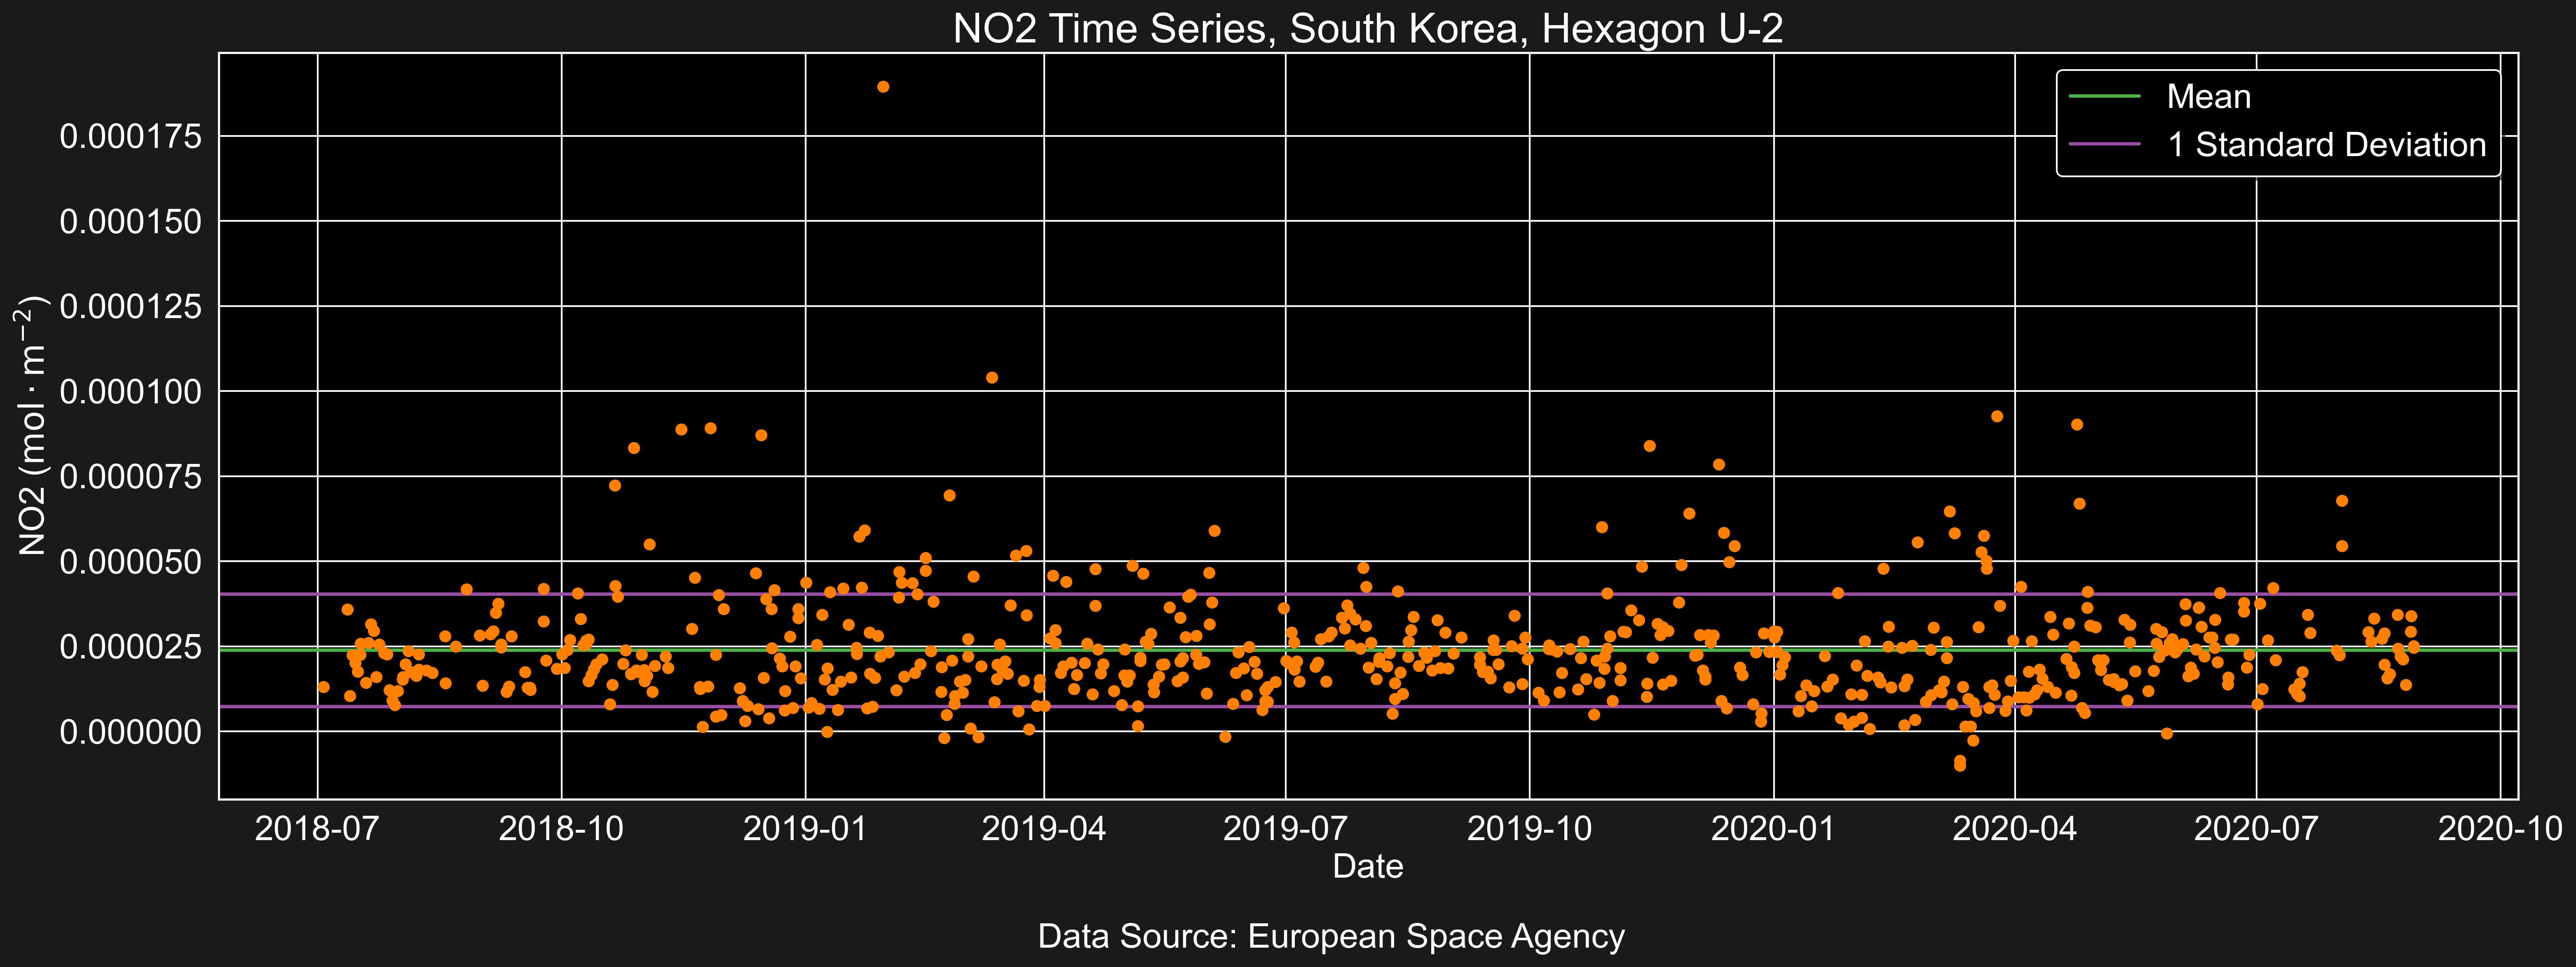 NO2 Time Series, South Korea, Hexagon U-2
Mean
1 Standard Deviation
NO2 (mol · m⁻²)
0.000175
0.000150
0.000125
0.000100
0.000075
0.000050
0.000025
0.000000
2018-07 2018-10 2019-01 2019-04 2019-07 2019-10 2020-01 2020-04 2020-07 2020-10
Date
Data Source: European Space Agency